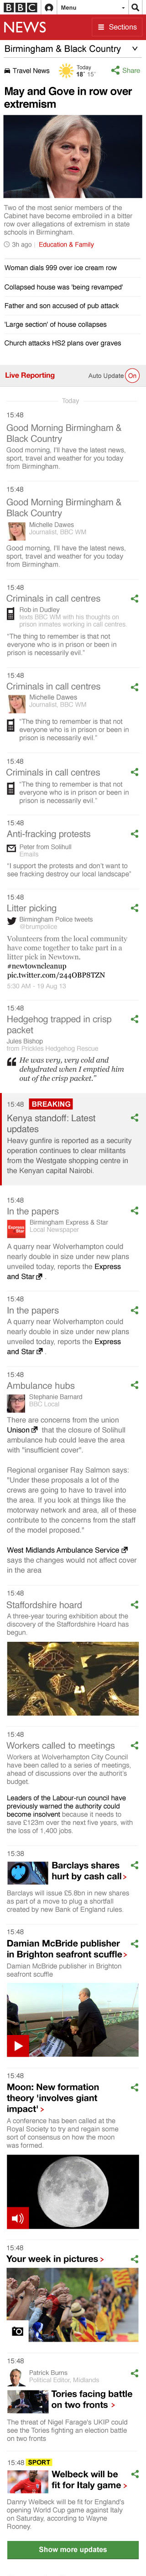 BBC Menu
NEWS Sections
Birmingham & Black Country
Travel News Today 18° 15° Share
May and Gove in row over
extremism
Two of the most senior members of the
Cabinet have become embroiled in a bitter
row over allegations of extremism in state
schools in Birmingham.
3h ago Education & Family
Woman dials 999 over ice cream row
Collapsed house was 'being revamped'
Father and son accused of pub attack
'Large section' of house collapses
Church attacks HS2 plans over graves
Live Reporting Auto Update On
Today
15:48
Good Morning Birmingham &
Black Country
Good morning, I'll have the latest news,
sport, travel and weather for you today
from Birmingham.
15:48
Good Morning Birmingham &
Black Country
Michelle Dawes
Journalist, BBC WM
Good morning, I'll have the latest news,
sport, travel and weather for you today
from Birmingham.
15:48
Criminals in call centres
Rob in Dudley
texts BBC WM with his thoughts on
prison inmates working in call centres
"The thing to remember is that not
everyone who is in prison or been in
prison is necessarily evil."
15:48
Criminals in call centres
Michelle Dawes
Journalist, BBC WM
"The thing to remember is that not
everyone who is in prison or been in
prison is necessarily evil."
15:48
Criminals in call centres
"The thing to remember is that not
everyone who is in prison or been in
prison is necessarily evil."
15:48
Anti-fracking protests
Peter from Solihull
Emails
"I support the protests and don't want to
see fracking destroy our local landscape"
15:48
Litter picking
Birmingham Police tweets
@brumpolice
Volunteers from the local community
have come together to take part in a
litter pick in Newtown.
#newtowncleanup
pic.twitter.com/244OBP8TZN
5:30 AM - 19 Aug 13
15:48
Hedgehog trapped in crisp
packet
Jules Bishop
from Prickles Hedgehog Rescue
He was very, very cold and
dehydrated when I emptied him
out of the crisp packet."
15:48 BREAKING
Kenya standoff: Latest
updates
Heavy gunfire is reported as a security
operation continues to clear militants
from the Westgate shopping centre in
the Kenyan capital Nairobi.
15:48
In the papers
Express Star
Birmingham Express & Star
Local Newspaper
A quarry near Wolverhampton could
nearly double in size under new plans
unveiled today, reports the Express
and Star .
15:48
In the papers
A quarry near Wolverhampton could
nearly double in size under new plans
unveiled today, reports the Express
and Star .
15:48
Ambulance hubs
Stephanie Barnard
BBC Local
There are concerns from the union
Unison that the closure of Solihull
ambulance hub could leave the area
with "insufficient cover".
Regional organiser Ray Salmon says:
"Under these proposals a lot of the
crews are going to have to travel into
the area. If you look at things like the
motorway network and area, all of these
contribute to the concerns from the staff
of the model proposed."
West Midlands Ambulance Service
says the changes would not affect cover
in the area
15:48
Staffordshire hoard
A three-year touring exhibition about the
discovery of the Staffordshire Hoard has
begun.
15:48
Workers called to meetings
Workers at Wolverhampton City Council
have been called to a series of meetings,
ahead of discussions over the authority's
budget.
Leaders of the Labour-run council have
previously warned the authority could
become insolvent because it needs to
save £123m over the next five years, with
the loss of 1,400 jobs.
15:38
Barclays shares
hurt by cash call
Barclays will issue £5.8bn in new shares
as part of a move to plug a shortfall
created by new Bank of England rules.
15:48
Damian McBride publisher
in Brighton seafront scuffle
Damian McBride publisher in Brighton
seafront scuffle
15:48
Moon: New formation
theory 'involves giant
impact'
A conference has been called at the
Royal Society to try and regain some
sort of consensus on how the moon
was formed.
15:48
Your week in pictures
15:48
Patrick Burns
Political Editor, Midlands
Tories facing battle
on two fronts
The threat of Nigel Farage's UKIP could
see the Tories fighting an election battle
on two fronts
15:48 SPORT
Welbeck will be
fit for Italy game
Danny Welbeck will be fit for England's
opening World Cup game against Italy
on Saturday, according to Wayne
Rooney.
Show more updates